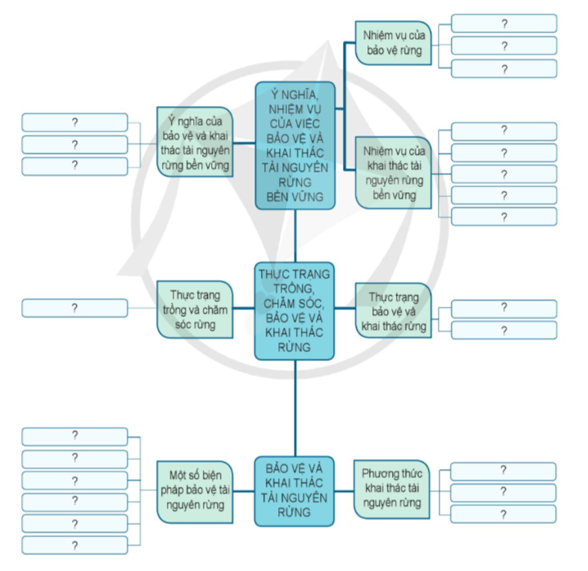 Nhiệm vụ của
bảo vệ rừng
?
?
?
Ý NGHĨA,
NHIỆM VỤ
CỦA VIỆC
BẢO VỆ VÀ
KHAI THÁC
TÀI NGUYÊN
RỪNG
BỀN VỮNG
Ý nghĩa của
bảo vệ và khai
thác tài nguyên
rừng bền vững
?
?
?
Nhiệm vụ của
khai thác tài
nguyên rừng
bền vững
?
?
?
?
?
THỰC TRẠNG
TRỒNG,
CHĂM SÓC,
BẢO VỆ VÀ
KHAI THÁC
RỪNG
Thực trạng
trồng và chăm
sóc rừng
?
Thực trạng
bảo vệ và
khai thác rừng
?
?
BẢO VỆ VÀ
KHAI THÁC
TÀI NGUYÊN
RỪNG
Một số biện
pháp bảo vệ tài
nguyên rừng
?
?
?
?
?
?
Phương thức
khai thác tài
nguyên rừng
?
?
?